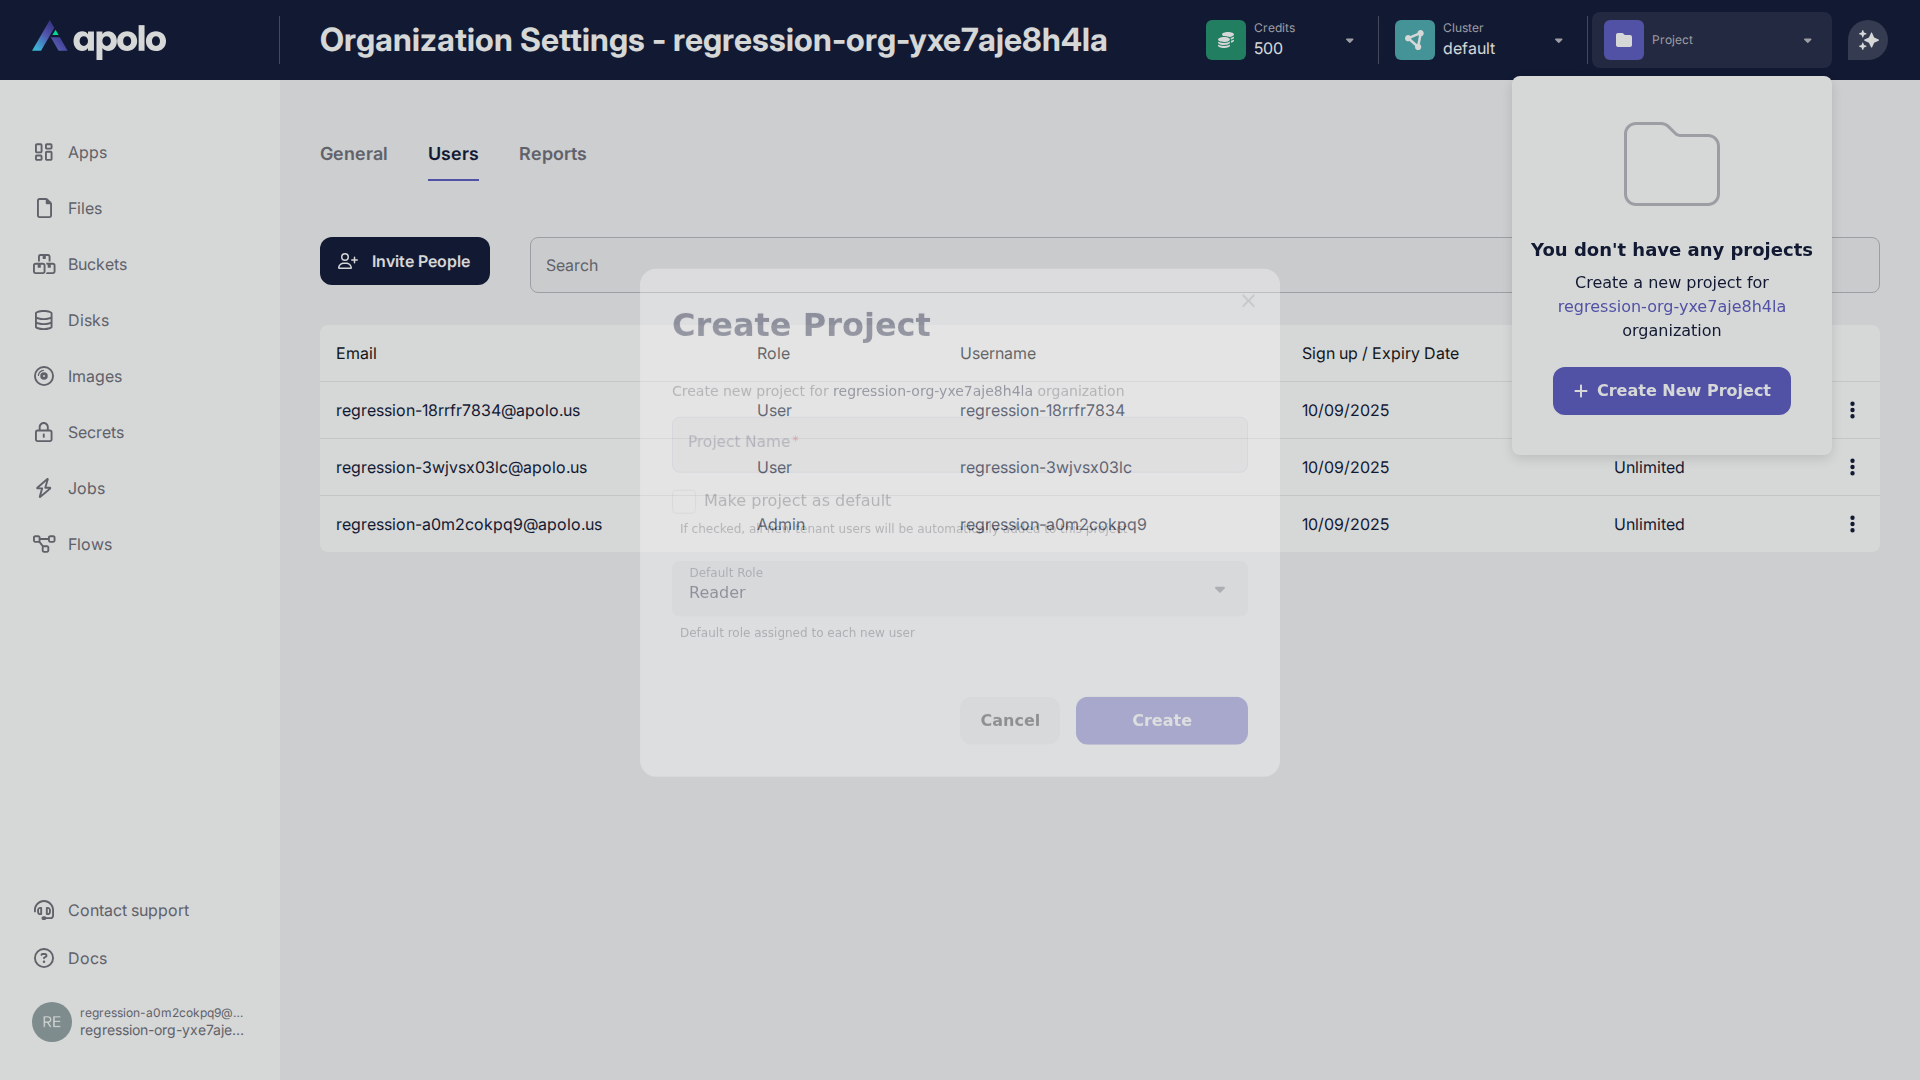 apolo
Organization Settings - regression-org-yxe7aje8h4la
Credits
500
Cluster
default
Project
Apps
Files
Buckets
Disks
Images
Secrets
Jobs
Flows
Contact support
Docs
RE
regression-a0m2cokpq9@...
regression-org-yxe7aje...
General
Users
Reports
Invite People
Search
Email
Role
Username
Sign up / Expiry Date
regression-18rrfr7834@apolo.us
User
regression-18rrfr7834
10/09/2025
regression-3wjvsx03lc@apolo.us
User
regression-3wjvsx03lc
10/09/2025
Unlimited
regression-a0m2cokpq9@apolo.us
Admin
regression-a0m2cokpq9
10/09/2025
Unlimited
You don't have any projects
Create a new project for
regression-org-yxe7aje8h4la
organization
+ Create New Project
Create Project
Create new project for regression-org-yxe7aje8h4la organization
Project Name*
Make project as default
If checked, all new tenant users will be automatically added to this project
Default Role
Reader
Default role assigned to each new user
Cancel
Create